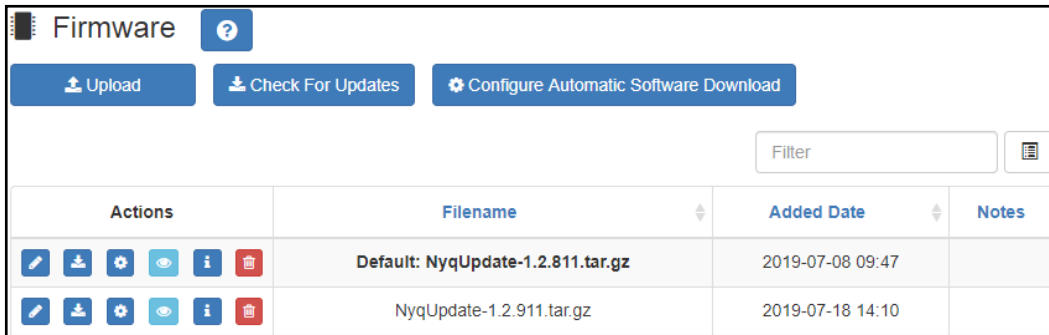 Firmware
Upload Check For Updates Configure Automatic Software Download
Filter
Actions Filename Added Date Notes
Default: NyqUpdate-1.2.811.tar.gz 2019-07-08 09:47
NyqUpdate-1.2.911.tar.gz 2019-07-18 14:10